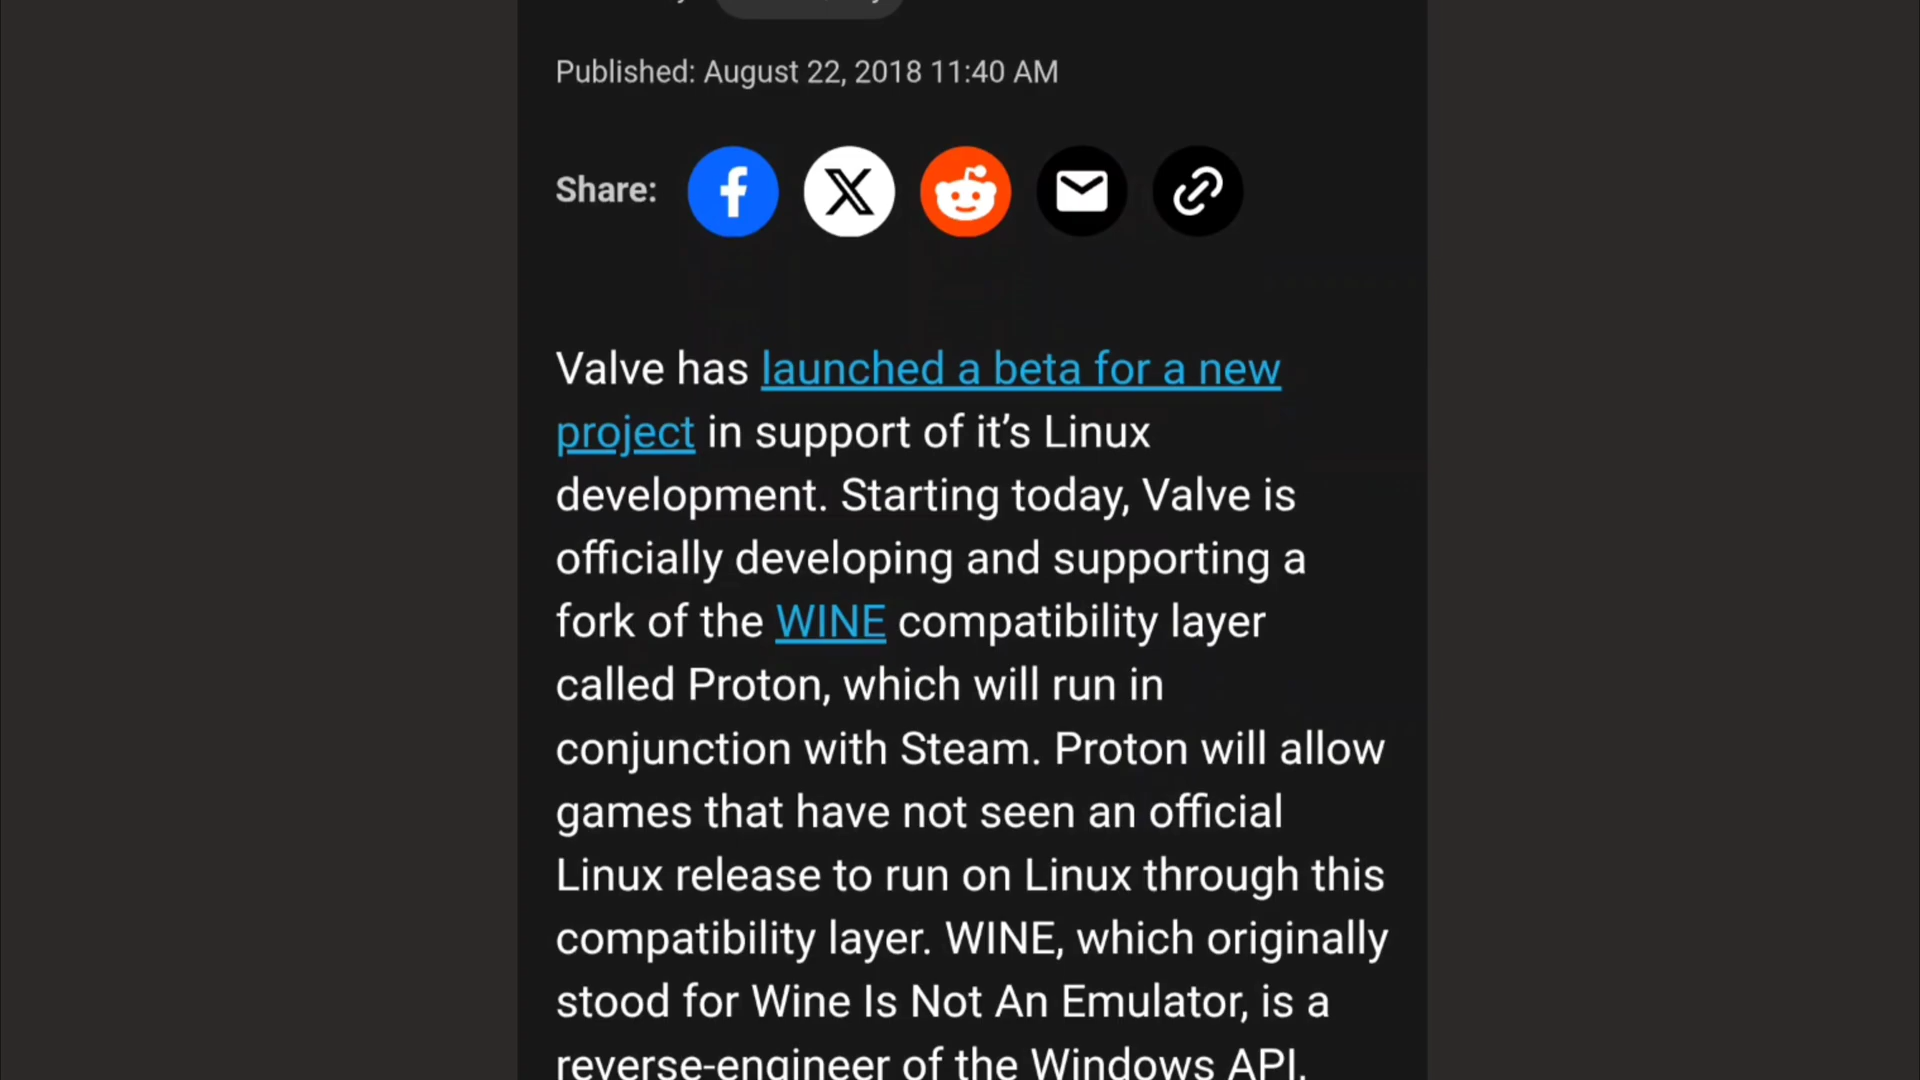 Published: August 22, 2018 11:40 AM
Share:
Valve has launched a beta for a new
project in support of it’s Linux
development. Starting today, Valve is
officially developing and supporting a
fork of the WINE compatibility layer
called Proton, which will run in
conjunction with Steam. Proton will allow
games that have not seen an official
Linux release to run on Linux through this
compatibility layer. WINE, which originally
stood for Wine Is Not An Emulator, is a
reverse-engineer of the Windows API.